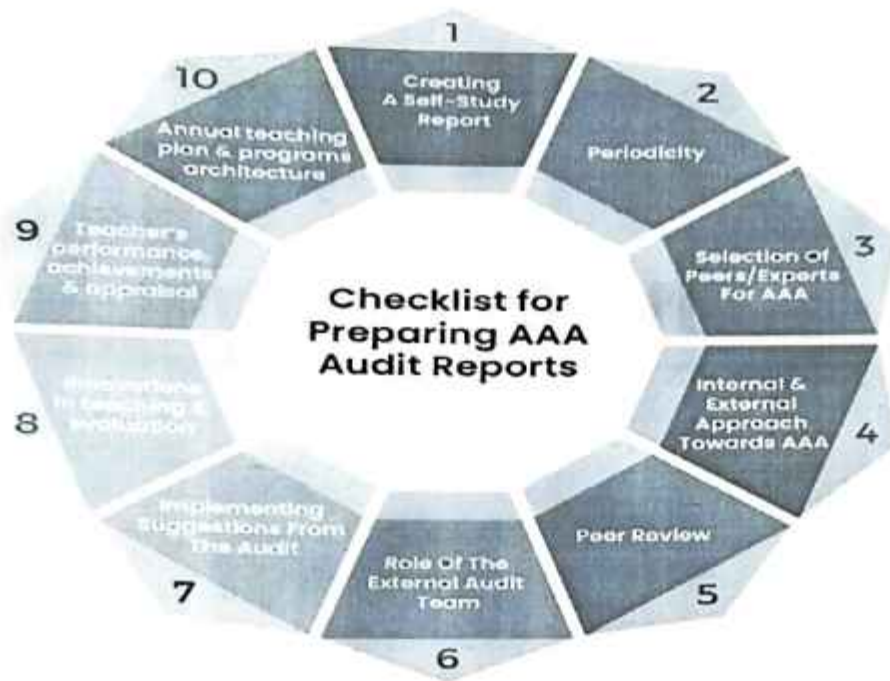 1
Creating
A Self-Study
Report
2
Periodicity
3
Selection Of
Peers/Experts
For AAA
4
Internal &
External
Approach
Towards AAA
5
Peer Review
6
Role Of The
External Audit
Team
7
Implementing
Suggestions From
The Audit
8
Innovations
in teaching &
evaluation
9
Teacher's
performance,
achievements
& appraisal
10
Annual teaching
plan & programs
architecture
Checklist for
Preparing AAA
Audit Reports